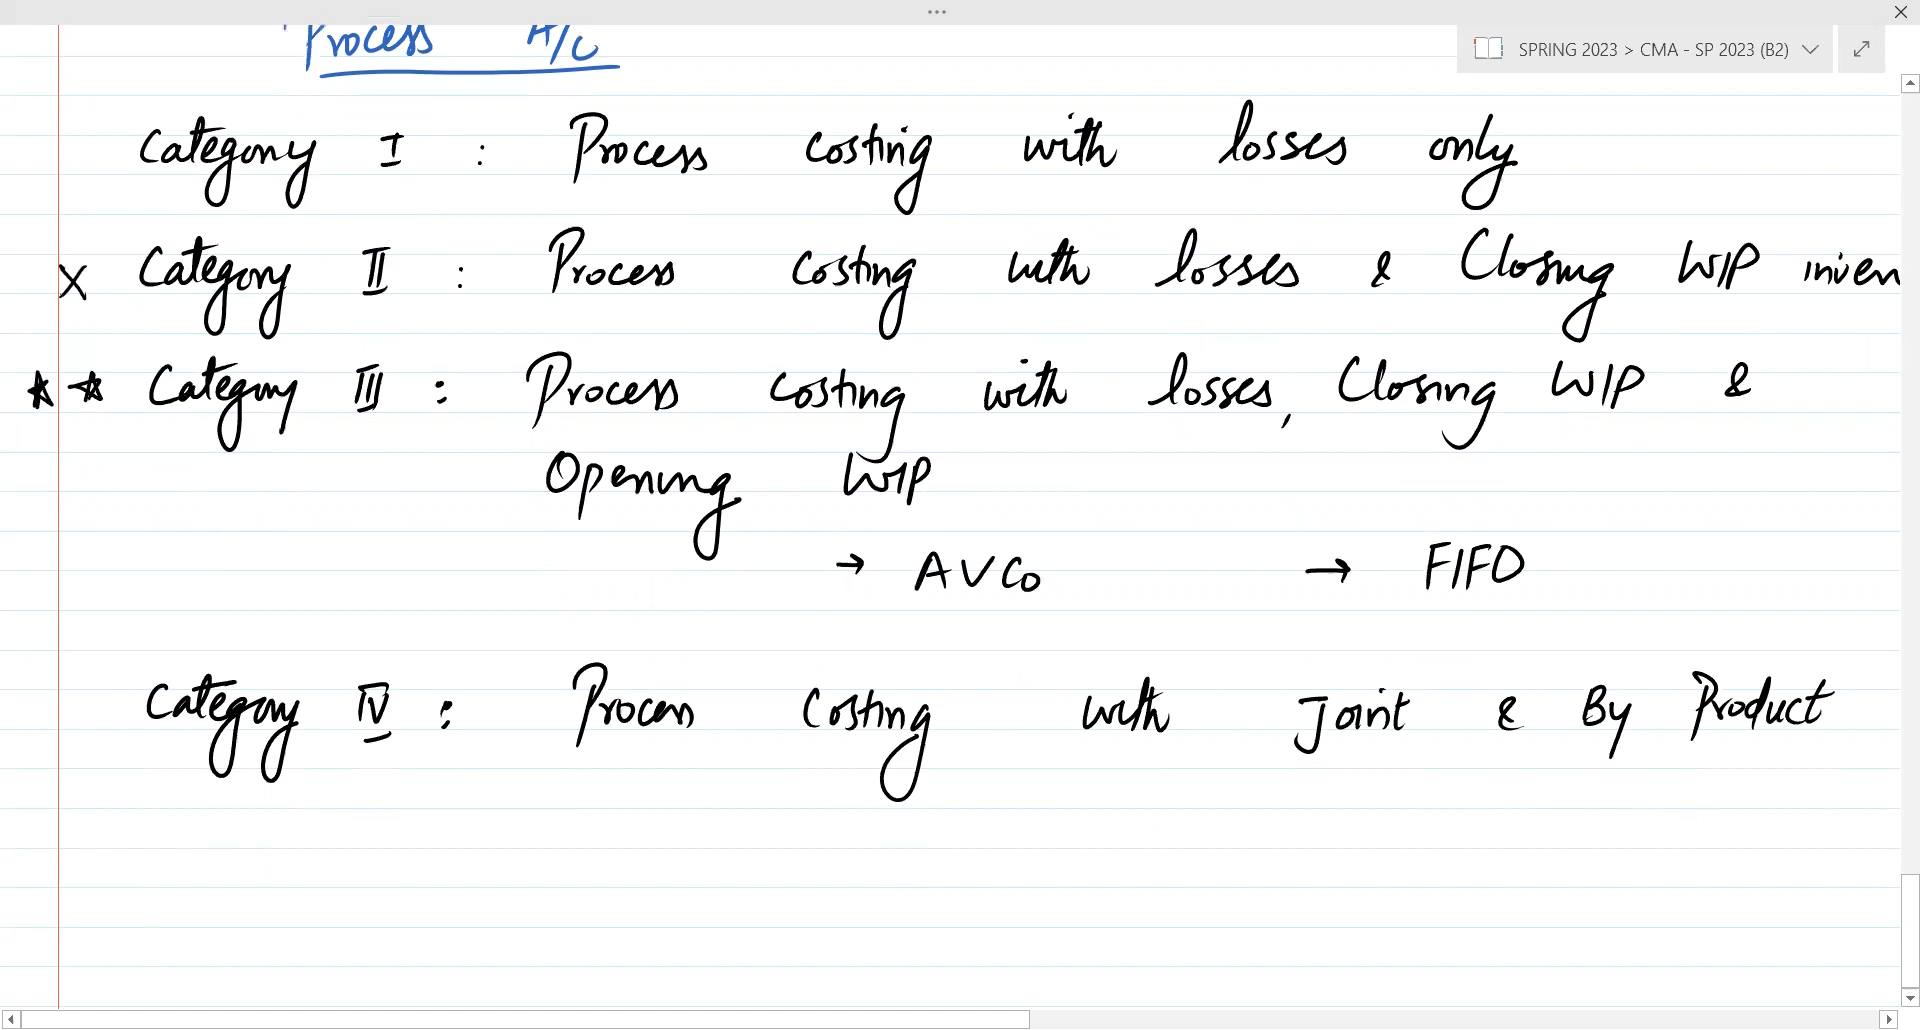 SPRING 2023 > CMA - SP 2023 (B2)
Process A/C
Category I : Process costing with losses only
X Category II : Process costing with losses & Closing WIP inven
Category III : Process costing with losses, Closing WIP &
Opening WIP
→ AVCo → FIFO
Category IV : Process costing with Joint & By Product